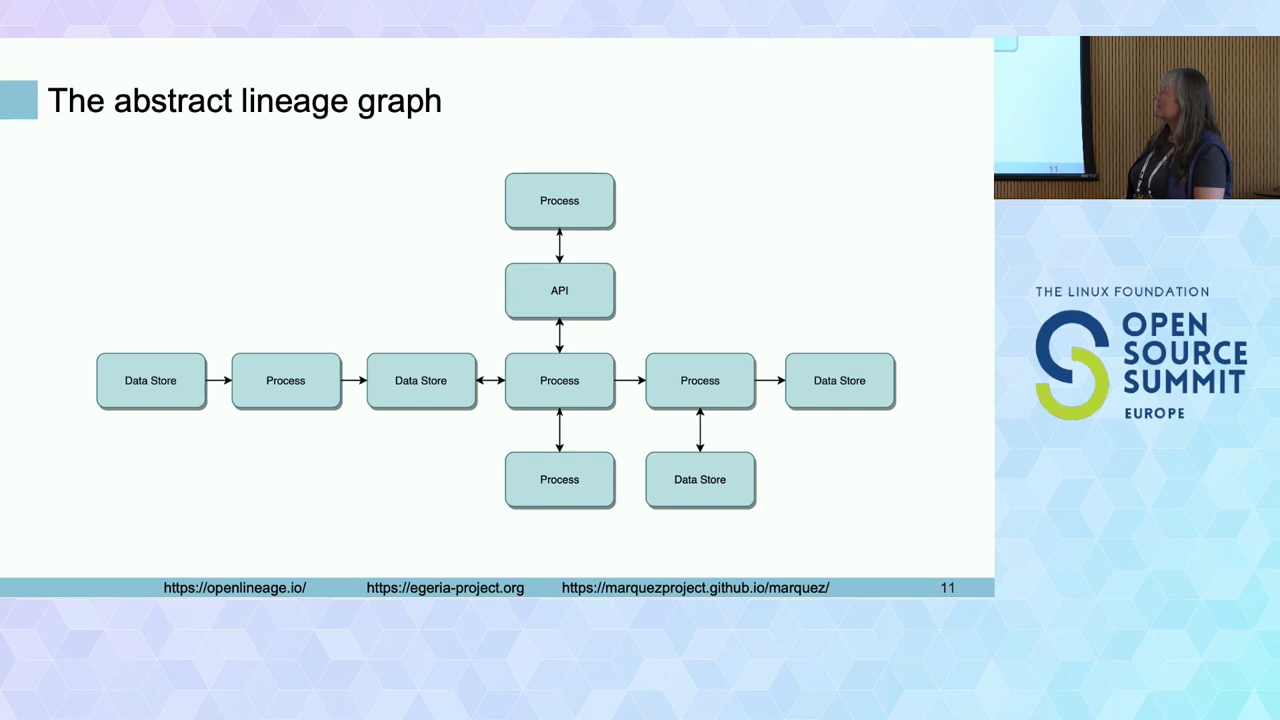 The abstract lineage graph
Process
API
Data Store
Process
Data Store
Process
Process
Data Store
Process
Data Store
https://openlineage.io/
https://egeria-project.org
https://marquezproject.github.io/marquez/
11
11
THE LINUX FOUNDATION
OPEN
SOURCE
SUMMIT
EUROPE